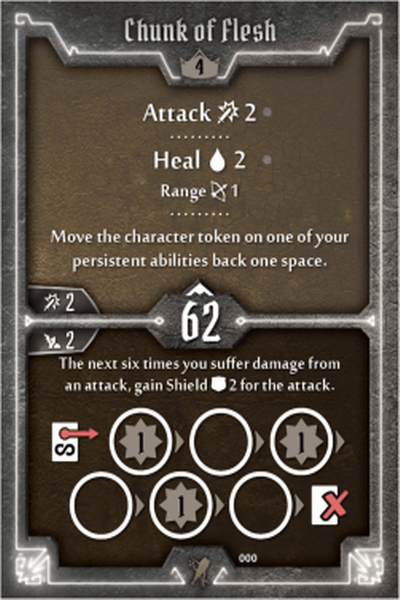 Chunk of Flesh
4
Attack 2
Heal 2
Range 1
Move the character token on one of your
persistent abilities back one space.
2
62
2
The next six times you suffer damage from
an attack, gain Shield 2 for the attack.
1 1
1
000